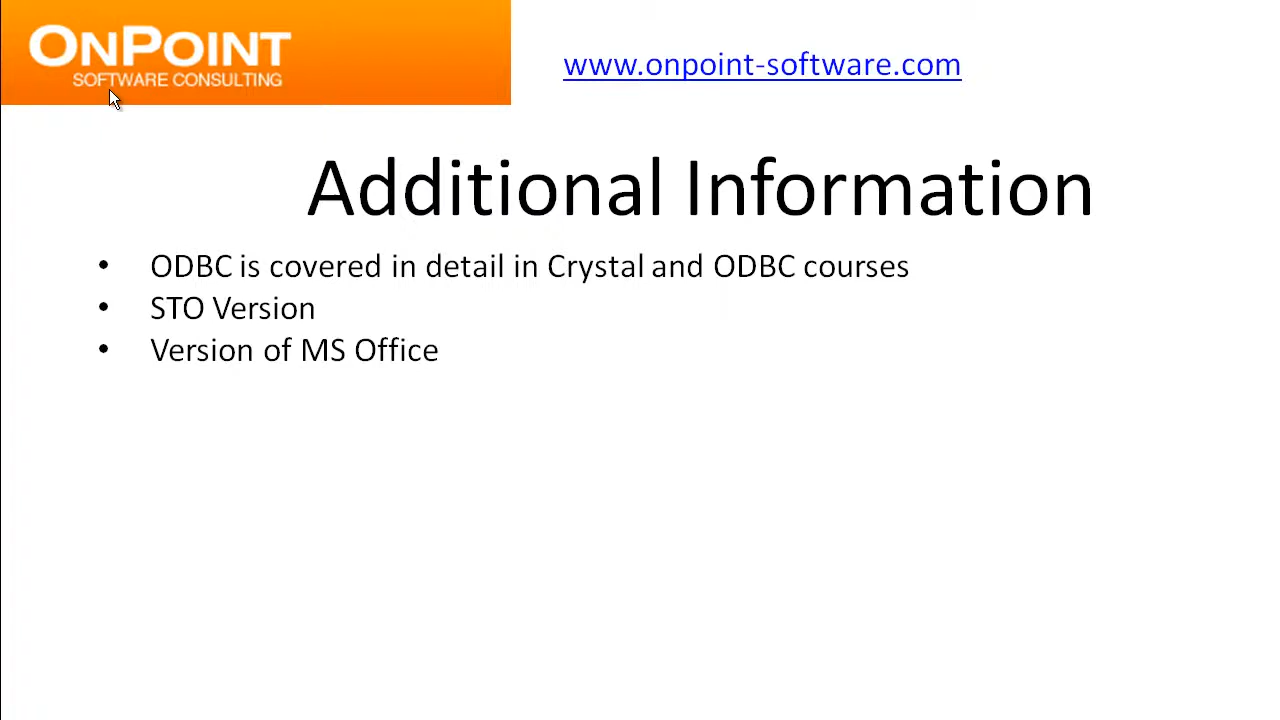 ONPOINT
SOFTWARE CONSULTING
www.onpoint-software.com
Additional Information
• ODBC is covered in detail in Crystal and ODBC courses
• STO Version
• Version of MS Office